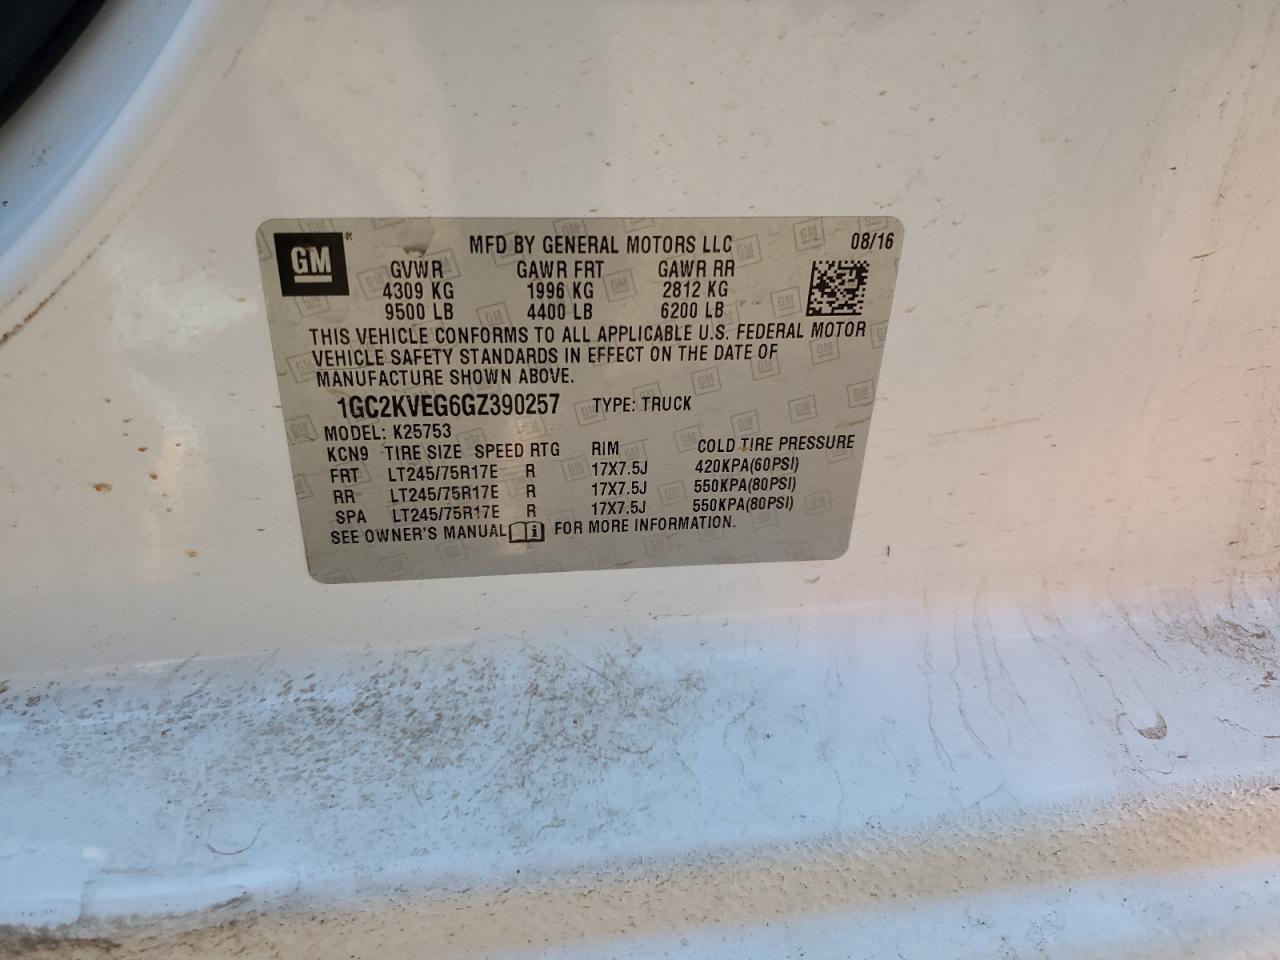 GM ®
MFD BY GENERAL MOTORS LLC 08/16
GVWR GAWR FRT GAWR RR
4309 KG 1996 KG 2812 KG
9500 LB 4400 LB 6200 LB
THIS VEHICLE CONFORMS TO ALL APPLICABLE U.S. FEDERAL MOTOR
VEHICLE SAFETY STANDARDS IN EFFECT ON THE DATE OF
MANUFACTURE SHOWN ABOVE.
1GC2KVEG6GZ390257 TYPE: TRUCK
MODEL: K25753
KCN9 TIRE SIZE SPEED RTG RIM COLD TIRE PRESSURE
FRT LT245/75R17E R 17X7.5J 420KPA(60PSI)
RR LT245/75R17E R 17X7.5J 550KPA(80PSI)
SPA LT245/75R17E R 17X7.5J 550KPA(80PSI)
SEE OWNER'S MANUAL i FOR MORE INFORMATION.